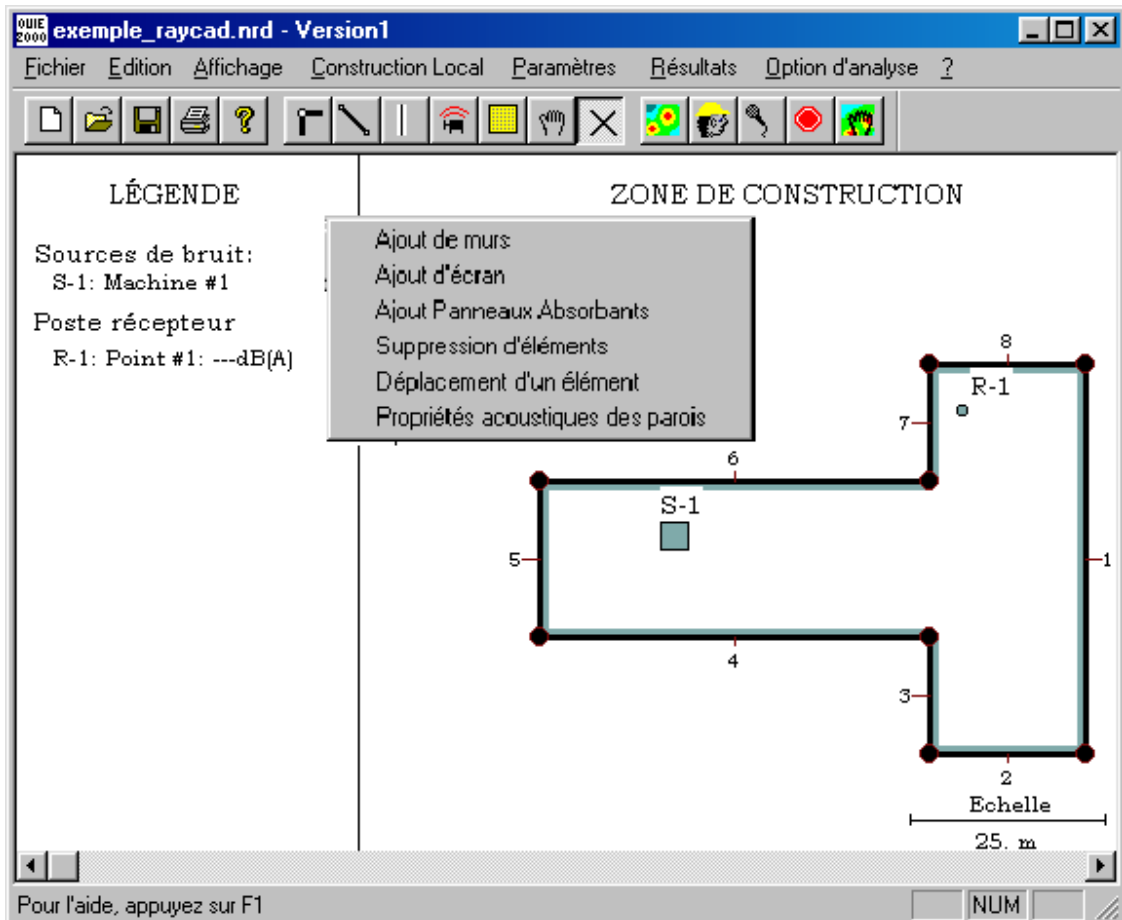 OUIE
2000
exemple_raycad.nrd - Version1
Fichier Edition Affichage Construction Local Paramètres Résultats Option d'analyse ?
LÉGENDE
ZONE DE CONSTRUCTION
Sources de bruit:
S-1: Machine #1
Poste récepteur
R-1: Point #1: ---dB(A)
Ajout de murs
Ajout d'écran
Ajout Panneaux Absorbants
Suppression d'éléments
Déplacement d'un élément
Propriétés acoustiques des parois
8
R-1
7
6
S-1
5
1
4
3
2
Echelle
25. m
Pour l'aide, appuyez sur F1
NUM